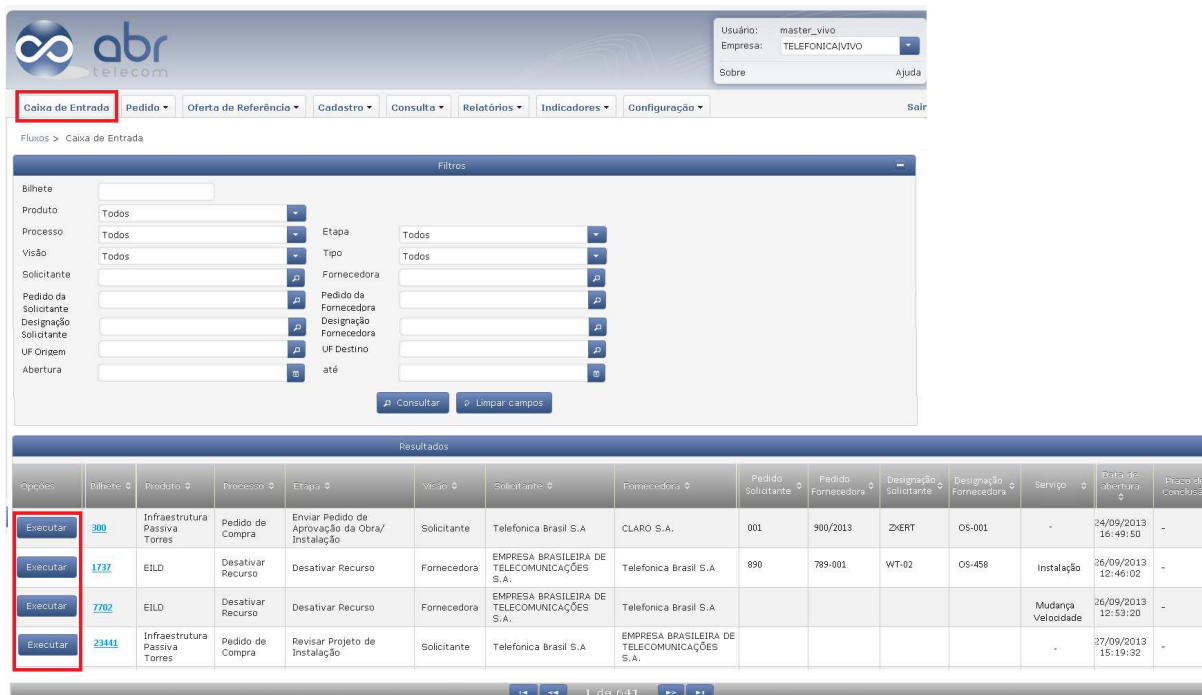 abr
telecom
Usuário: master_vivo
Empresa: TELEFONICA|VIVO
Sobre Ajuda
Caixa de Entrada Pedido Oferta de Referência Cadastro Consulta Relatórios Indicadores Configuração Sair
Fluxos > Caixa de Entrada
Filtros
Bilhete
Produto Todos
Processo Todos Etapa Todos
Visão Todos Tipo Todos
Solicitante Fornecedora
Pedido da Solicitante Pedido da Fornecedora
Designação Solicitante Designação Fornecedora
UF Origem UF Destino
Abertura até
Consultar Limpar campos
Resultados
Opções Bilhete Produto Processo Etapa Visão Solicitante Fornecedora Pedido Solicitante Pedido Fornecedora Designação Solicitante Designação Fornecedora Serviço Data de abertura Prazo de Conclusã
Executar 300 Infraestrutura Passiva Torres Pedido de Compra Enviar Pedido de Aprovação da Obra/ Instalação Solicitante Telefonica Brasil S.A CLARO S.A. 001 900/2013 ZXERT OS-001 - 24/09/2013 16:49:50 -
Executar 1737 EILD Desativar Recurso Desativar Recurso Fornecedora EMPRESA BRASILEIRA DE TELECOMUNICAÇÕES S.A. Telefonica Brasil S.A 890 789-001 WT-02 OS-458 Instalação 26/09/2013 12:46:02 -
Executar 7702 EILD Desativar Recurso Desativar Recurso Fornecedora EMPRESA BRASILEIRA DE TELECOMUNICAÇÕES S.A. Telefonica Brasil S.A Mudança Velocidade 26/09/2013 12:53:20 -
Executar 23441 Infraestrutura Passiva Torres Pedido de Compra Revisar Projeto de Instalação Solicitante Telefonica Brasil S.A EMPRESA BRASILEIRA DE TELECOMUNICAÇÕES S.A. - 27/09/2013 15:19:32 -
1 de 641